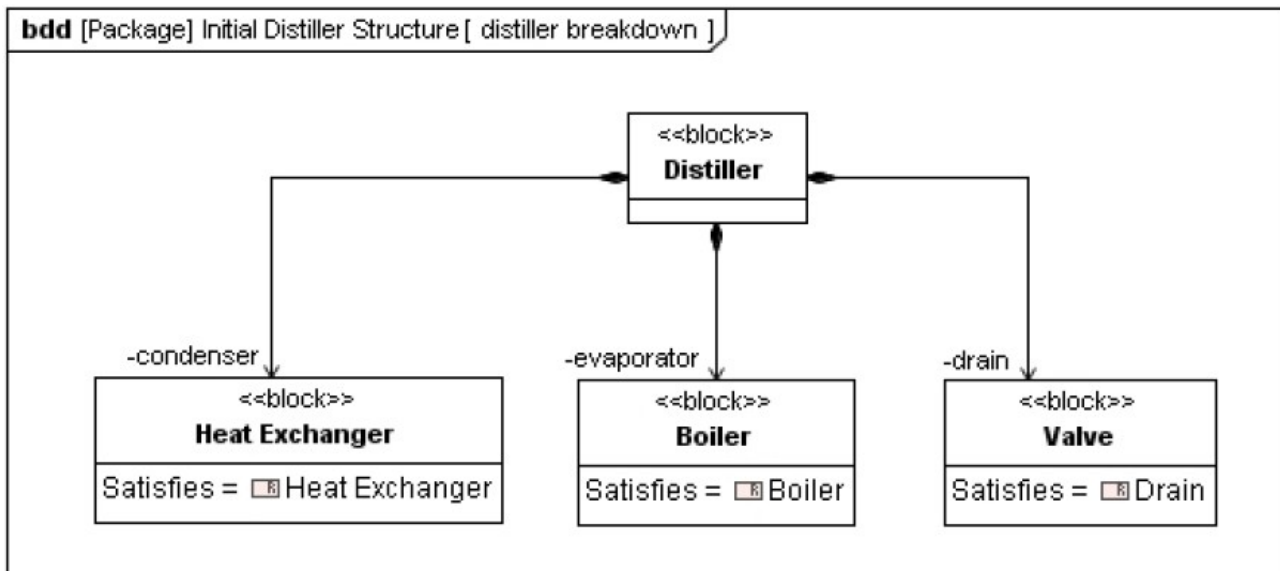 bdd [Package] Initial Distiller Structure [ distiller breakdown ]
<<block>>
Distiller
-condenser
-evaporator
-drain
<<block>>
Heat Exchanger
Satisfies = R Heat Exchanger
<<block>>
Boiler
Satisfies = R Boiler
<<block>>
Valve
Satisfies = R Drain